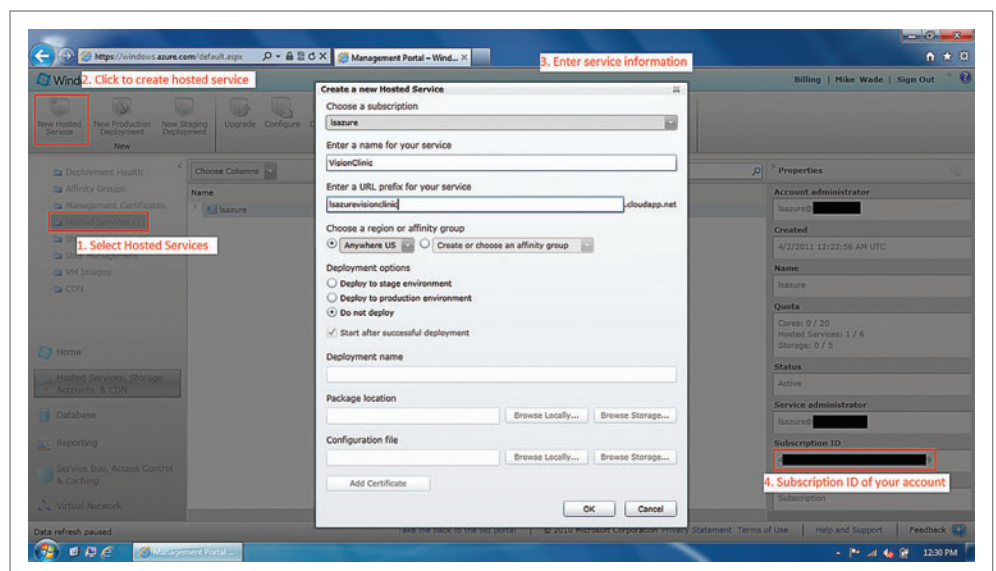 https://windows.azure.com/default.aspx
Management Portal – Wind...
3. Enter service information
Wind
2. Click to create hosted service
Billing | Mike Wade | Sign Out
New Hosted Service
New Production Deployment
New Staging Deployment
Upgrade
Configure
New
Create a new Hosted Service
Choose a subscription
lsazure
Enter a name for your service
VisionClinic
Enter a URL prefix for your service
lsazurevisionclinic
.cloudapp.net
Choose a region or affinity group
Anywhere US
Create or choose an affinity group
Deployment options
Deploy to stage environment
Deploy to production environment
Do not deploy
Start after successful deployment
Deployment name
Package location
Browse Locally...
Browse Storage...
Configuration file
Browse Locally...
Browse Storage...
Add Certificate
OK
Cancel
Deployment Health
Affinity Groups
Management Certificates
Hosted Services (1)
1. Select Hosted Services
User Management
VM Images
CDN
Choose Columns
Name
lsazure
Home
Hosted Services, Storage
Accounts & CDN
Database
Reporting
Service Bus, Access Control
& Caching
Virtual Network
Properties
Account administrator
lsazure@
Created
4/2/2011 12:22:56 AM UTC
Name
lsazure
Quota
Cores: 0 / 20
Hosted Services: 1 / 6
Storage: 0 / 5
Status
Active
Service administrator
lsazure@
Subscription ID
4. Subscription ID of your account
Subscription
Data refresh paused
Take me back to the old portal
© 2010 Microsoft Corporation Privacy Statement Terms of Use
Help and Support
Feedback
Management Portal ...
12:30 PM